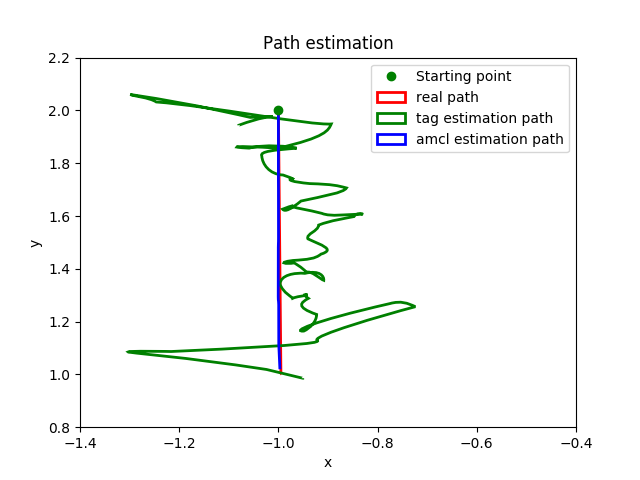 Path estimation
Starting point
real path
tag estimation path
amcl estimation path
2.2
2.0
1.8
1.6
1.4
1.2
1.0
0.8
y
−1.4 −1.2 −1.0 −0.8 −0.6 −0.4
x